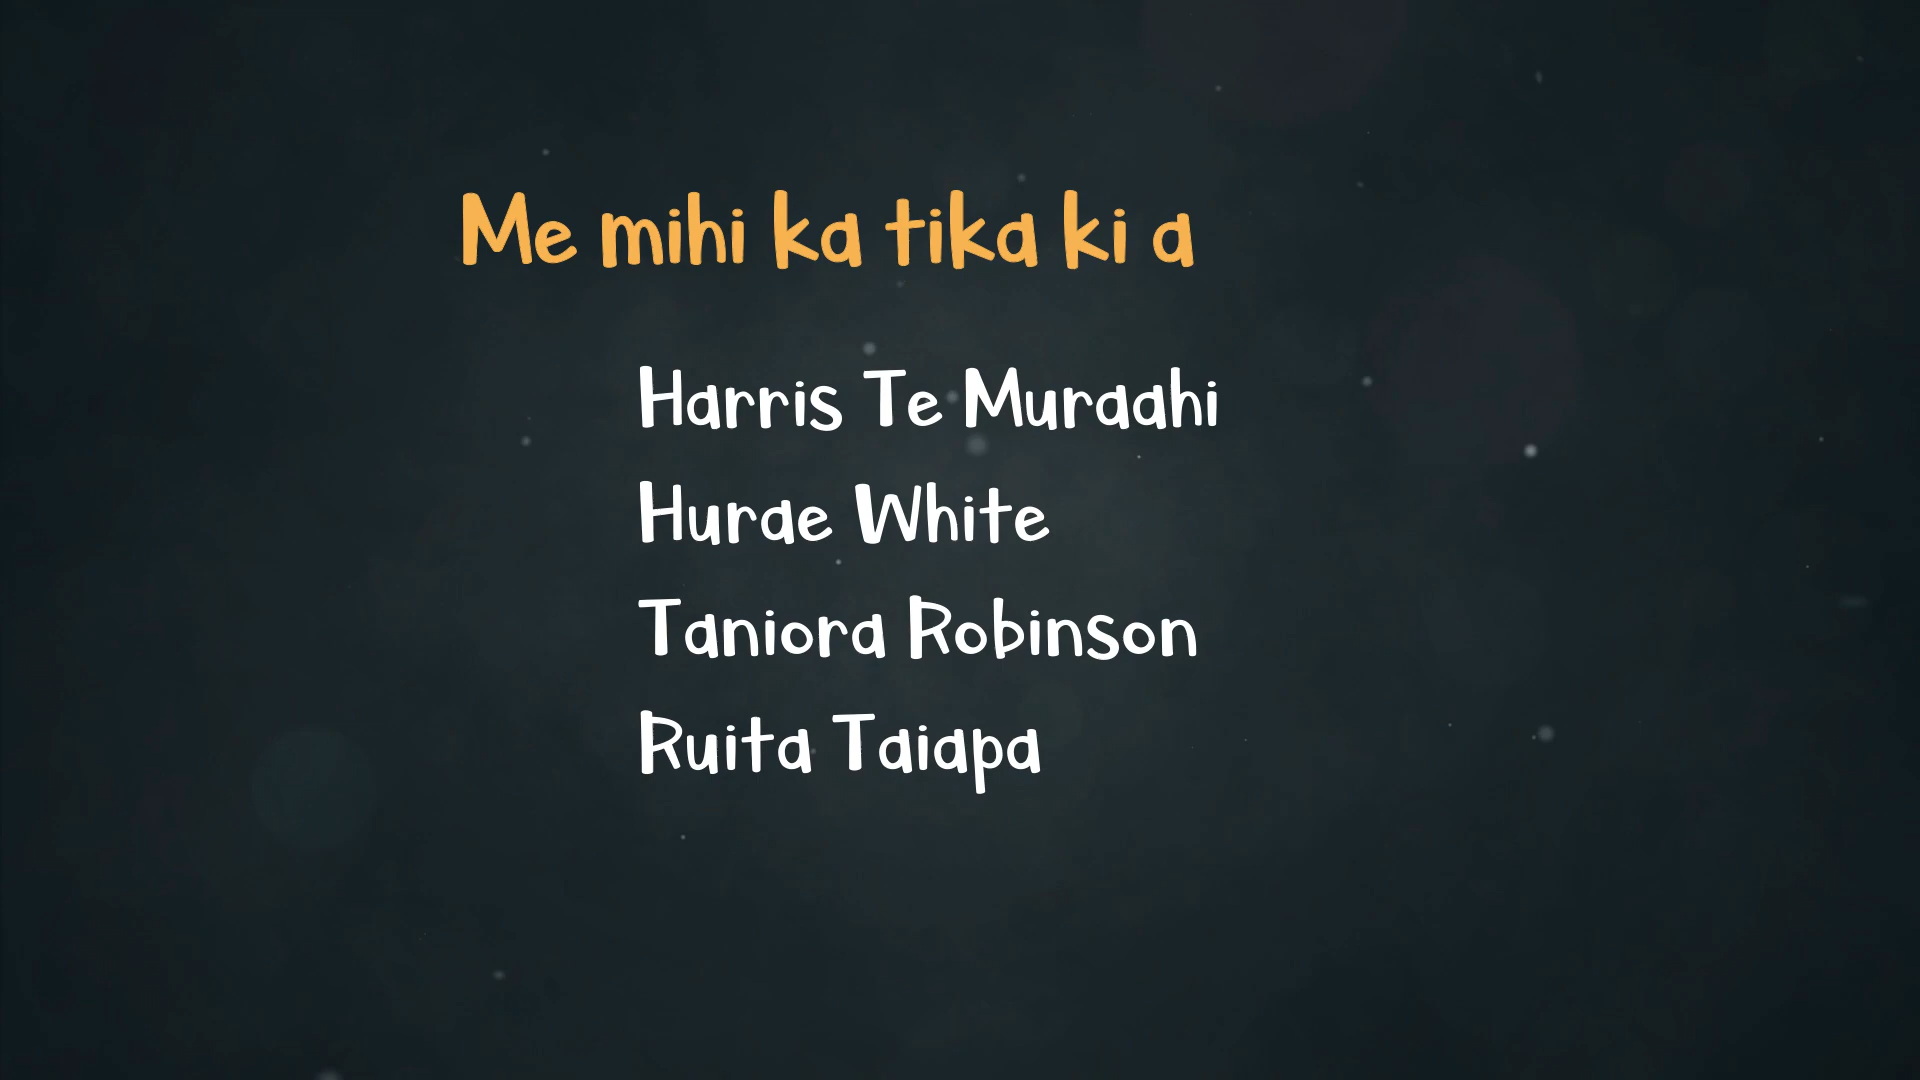 Me mihi ka tika ki a
Harris Te Muraahi
Hurae White
Taniora Robinson
Ruita Taiapa